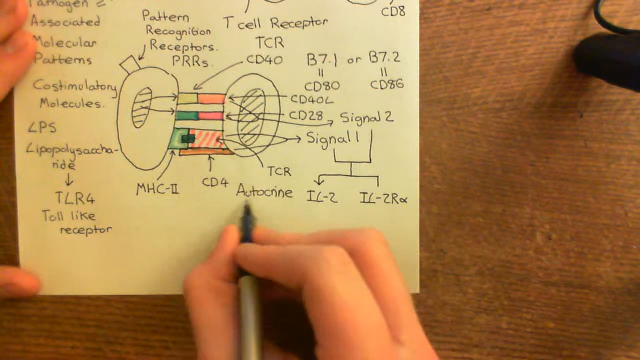 Pathogen
Associated
Molecular
Patterns
Costimulatory
Molecules.
LPS
Lipopolysaccha-
ride
TLR4
Toll like
receptor
Pattern
Recognition
Receptors.
PRRs.
T cell Receptor
TCR
CD40
CD8
B7.1 or B7.2
=
CD80
=
CD86
CD40L
CD28
Signal 2
Signal 1
TCR
MHC-II
CD4
Autocrine
IL-2
IL-2Rα